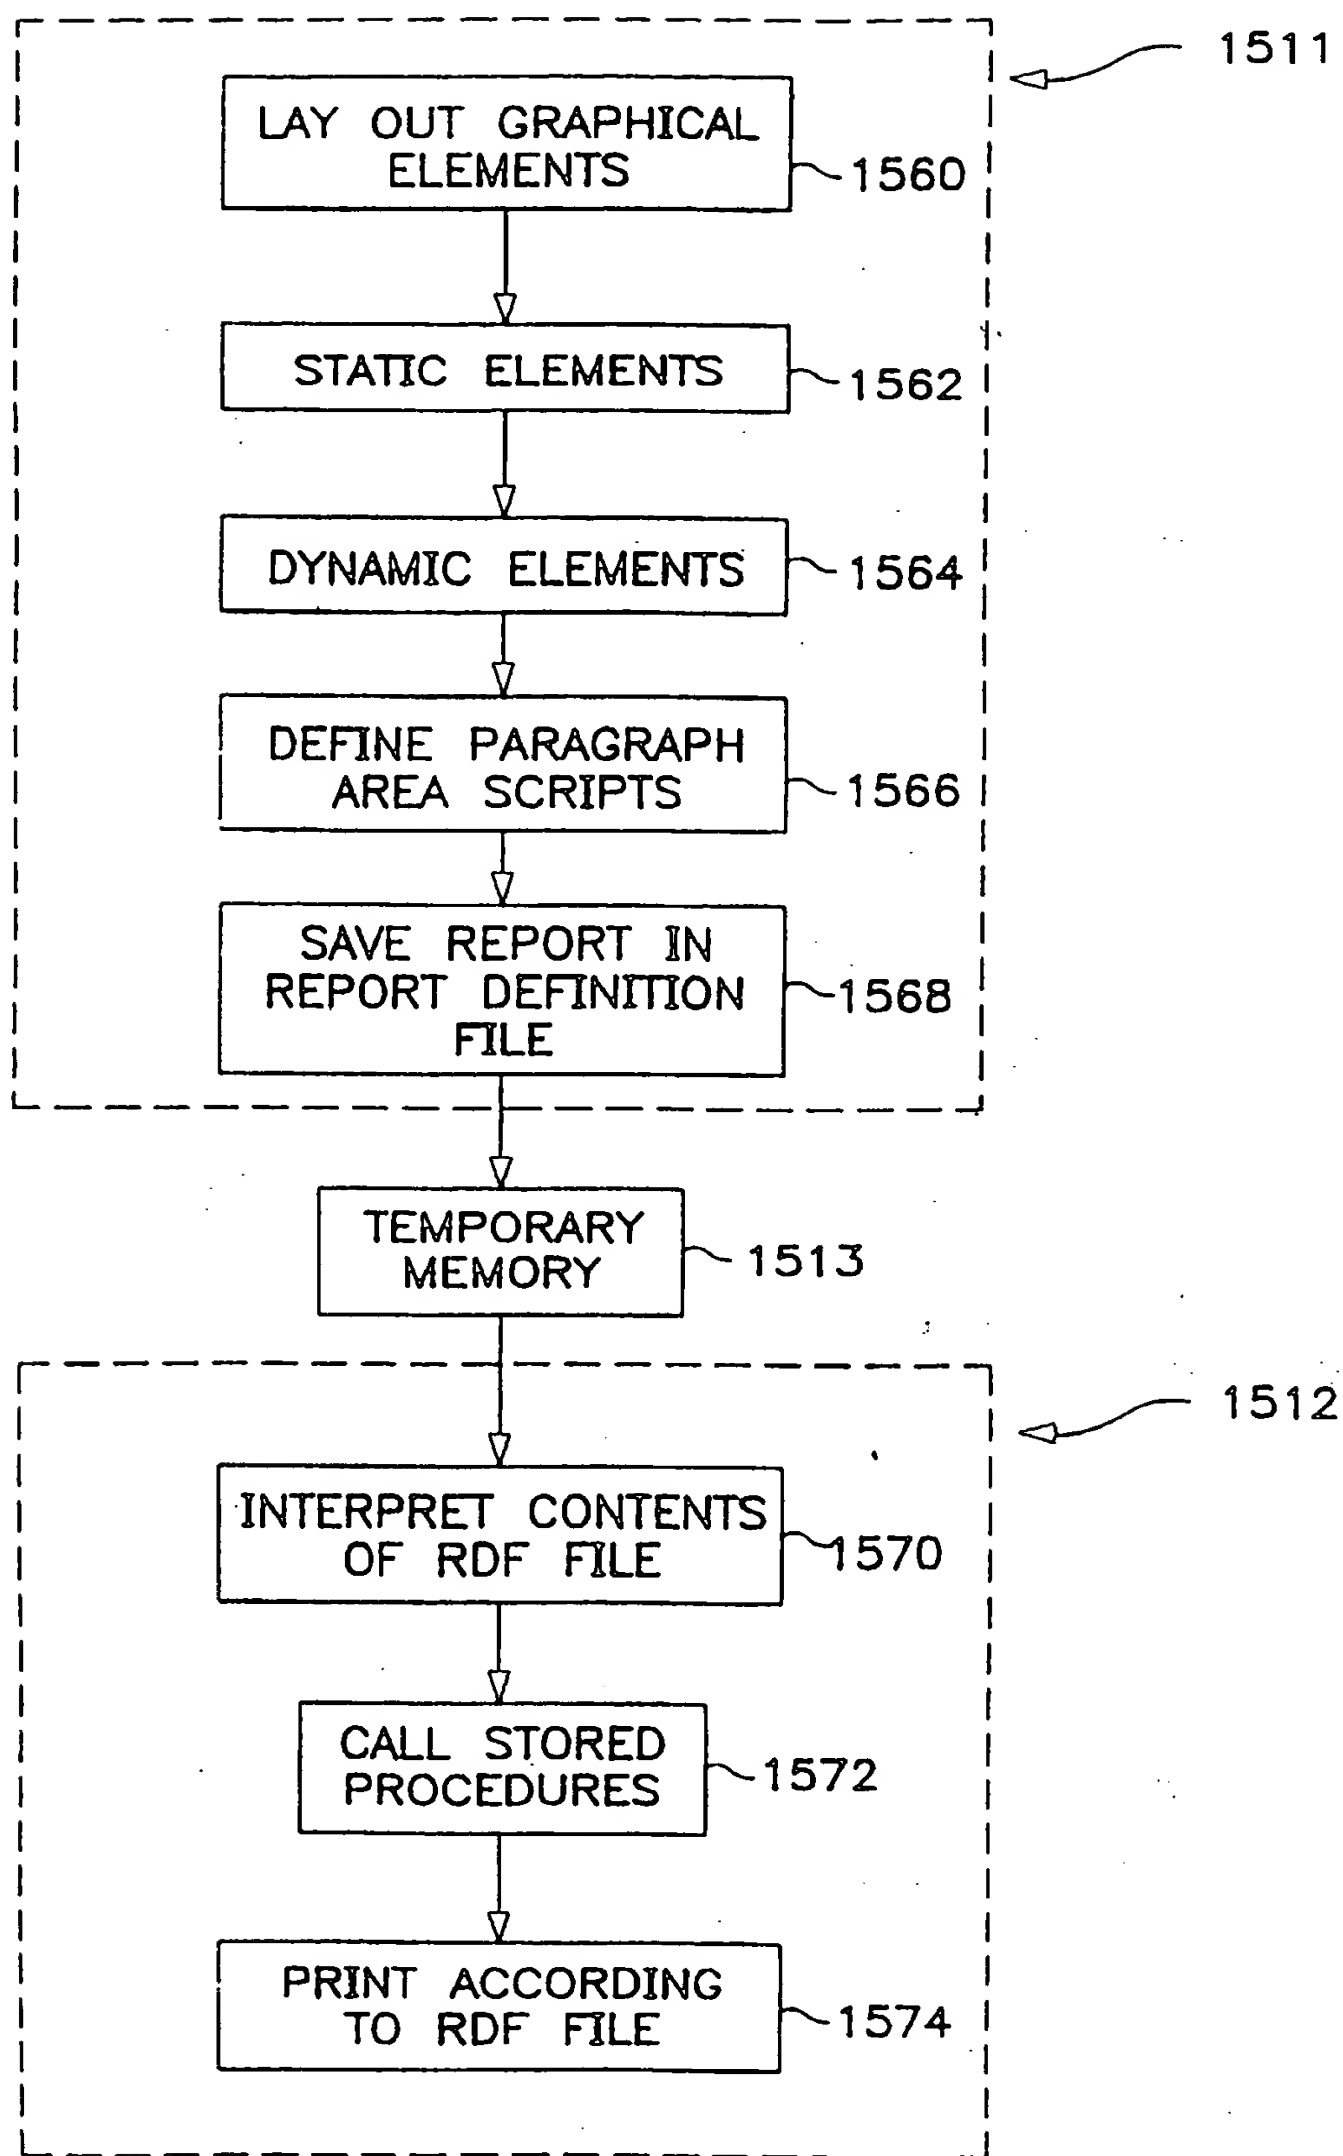 1511
LAY OUT GRAPHICAL
ELEMENTS
1560
STATIC ELEMENTS
1562
DYNAMIC ELEMENTS
1564
DEFINE PARAGRAPH
AREA SCRIPTS
1566
SAVE REPORT IN
REPORT DEFINITION
FILE
1568
TEMPORARY
MEMORY
1513
1512
INTERPRET CONTENTS
OF RDF FILE
1570
CALL STORED
PROCEDURES
1572
PRINT ACCORDING
TO RDF FILE
1574